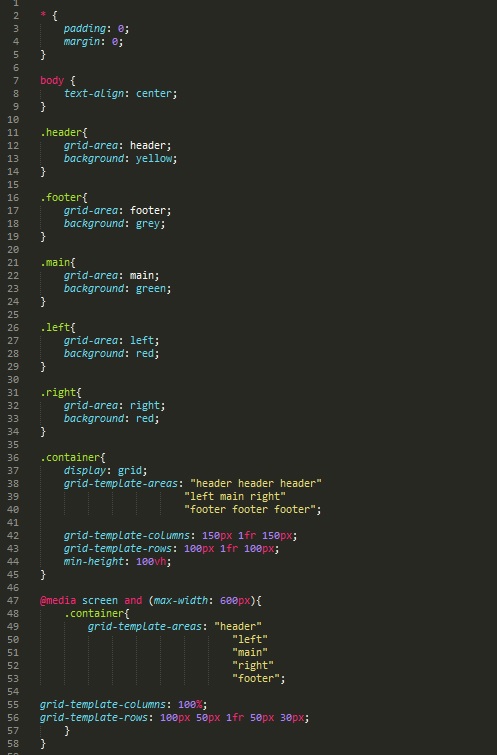 1
2 * {
3 padding: 0;
4 margin: 0;
5 }
6
7 body {
8 text-align: center;
9 }
10
11 .header{
12 grid-area: header;
13 background: yellow;
14 }
15
16 .footer{
17 grid-area: footer;
18 background: grey;
19 }
20
21 .main{
22 grid-area: main;
23 background: green;
24 }
25
26 .left{
27 grid-area: left;
28 background: red;
29 }
30
31 .right{
32 grid-area: right;
33 background: red;
34 }
35
36 .container{
37 display: grid;
38 grid-template-areas: "header header header"
39 "left main right"
40 "footer footer footer";
41
42 grid-template-columns: 150px 1fr 150px;
43 grid-template-rows: 100px 1fr 100px;
44 min-height: 100vh;
45 }
46
47 @media screen and (max-width: 600px){
48 .container{
49 grid-template-areas: "header"
50 "left"
51 "main"
52 "right"
53 "footer";
54
55 grid-template-columns: 100%;
56 grid-template-rows: 100px 50px 1fr 50px 30px;
57 }
58 }